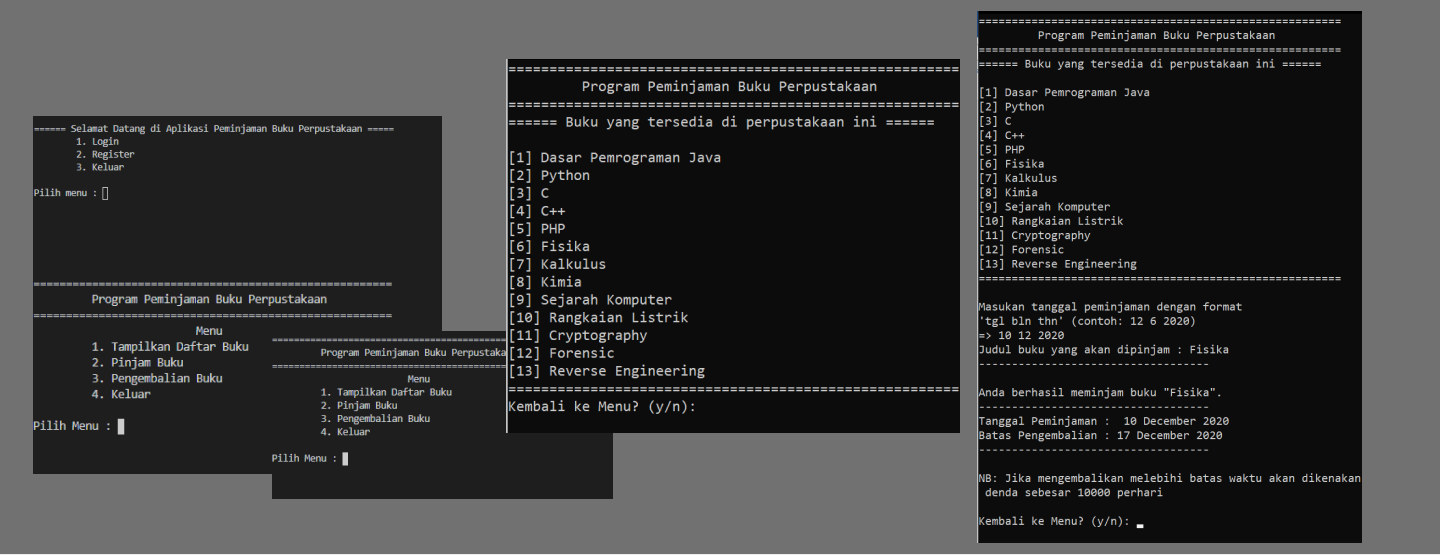 ====== Selamat Datang di Aplikasi Peminjaman Buku Perpustakaan =====
1. Login
2. Register
3. Keluar
Pilih menu :
=======================================================
Program Peminjaman Buku Perpustakaan
=======================================================
Menu
1. Tampilkan Daftar Buku
2. Pinjam Buku
3. Pengembalian Buku
4. Keluar
Pilih Menu :
=======================================================
Program Peminjaman Buku
=======================================================
Menu
1. Tampilkan Daftar Buku
2. Pinjam Buku
3. Pengembalian Buku
4. Keluar
Pilih Menu :
=======================================================
Program Peminjaman Buku Perpustakaan
=======================================================
====== Buku yang tersedia di perpustakaan ini ======
[1] Dasar Pemrograman Java
[2] Python
[3] C
[4] C++
[5] PHP
[6] Fisika
[7] Kalkulus
[8] Kimia
[9] Sejarah Komputer
[10] Rangkaian Listrik
[11] Cryptography
[12] Forensic
[13] Reverse Engineering
=======================================================
Kembali ke Menu? (y/n):
=======================================================
Program Peminjaman Buku Perpustakaan
=======================================================
====== Buku yang tersedia di perpustakaan ini ======
[1] Dasar Pemrograman Java
[2] Python
[3] C
[4] C++
[5] PHP
[6] Fisika
[7] Kalkulus
[8] Kimia
[9] Sejarah Komputer
[10] Rangkaian Listrik
[11] Cryptography
[12] Forensic
[13] Reverse Engineering
=======================================================
Masukan tanggal peminjaman dengan format
'tgl bln thn' (contoh: 12 6 2020)
=> 10 12 2020
Judul buku yang akan dipinjam : Fisika
-----------------------------------
Anda berhasil meminjam buku "Fisika".
-----------------------------------
Tanggal Peminjaman :  10 December 2020
Batas Pengembalian : 17 December 2020
-----------------------------------
NB: Jika mengembalikan melebihi batas waktu akan dikenakan
denda sebesar 10000 perhari
Kembali ke Menu? (y/n):